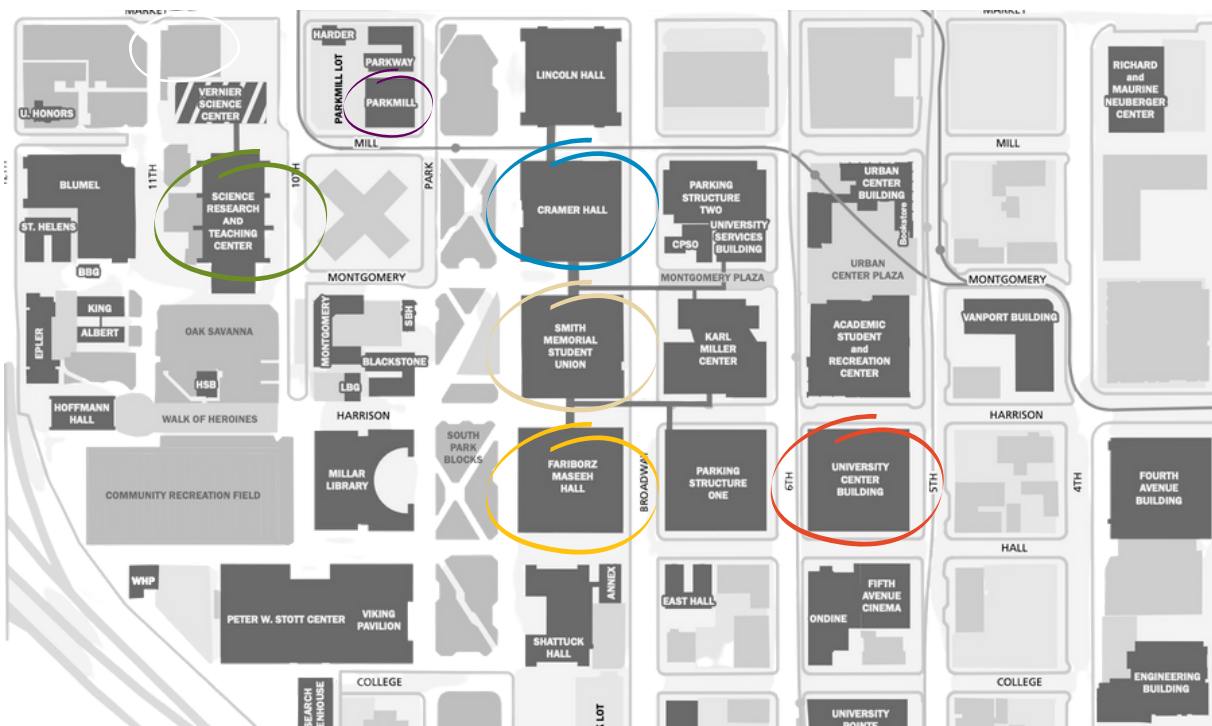 MARKET
MARKET
HARDER
PARKWAY
PARKMILL LOT
PARKMILL
LINCOLN HALL
RICHARD
and
MAURINE
NEUBERGER
CENTER
VERNIER
SCIENCE
CENTER
U. HONORS
MILL
MILL
11TH
10TH
PARK
BLUMEL
ST. HELENS
BBG
SCIENCE
RESEARCH
AND
TEACHING
CENTER
CRAMER HALL
PARKING
STRUCTURE
TWO
UNIVERSITY
SERVICES
BUILDING
CPSO
URBAN
CENTER
BUILDING
Bookstore
URBAN
CENTER PLAZA
MONTGOMERY
MONTGOMERY PLAZA
MONTGOMERY
KING
ALBERT
EPLER
OAK SAVANNA
HSB
MONTGOMERY
SBH
BLACKSTONE
LBG
SMITH
MEMORIAL
STUDENT
UNION
KARL
MILLER
CENTER
ACADEMIC
STUDENT
and
RECREATION
CENTER
VANPORT BUILDING
HOFFMANN
HALL
WALK OF HEROINES
HARRISON
HARRISON
COMMUNITY RECREATION FIELD
MILLAR
LIBRARY
SOUTH
PARK
BLOCKS
FARIBORZ
MASEEH
HALL
BROADWAY
PARKING
STRUCTURE
ONE
6TH
UNIVERSITY
CENTER
BUILDING
5TH
4TH
FOURTH
AVENUE
BUILDING
HALL
WHP
PETER W. STOTT CENTER
VIKING
PAVILION
ANNEX
SHATTUCK
HALL
EAST HALL
ONDINE
FIFTH
AVENUE
CINEMA
COLLEGE
COLLEGE
ENGINEERING
BUILDING
LOT
UNIVERSITY